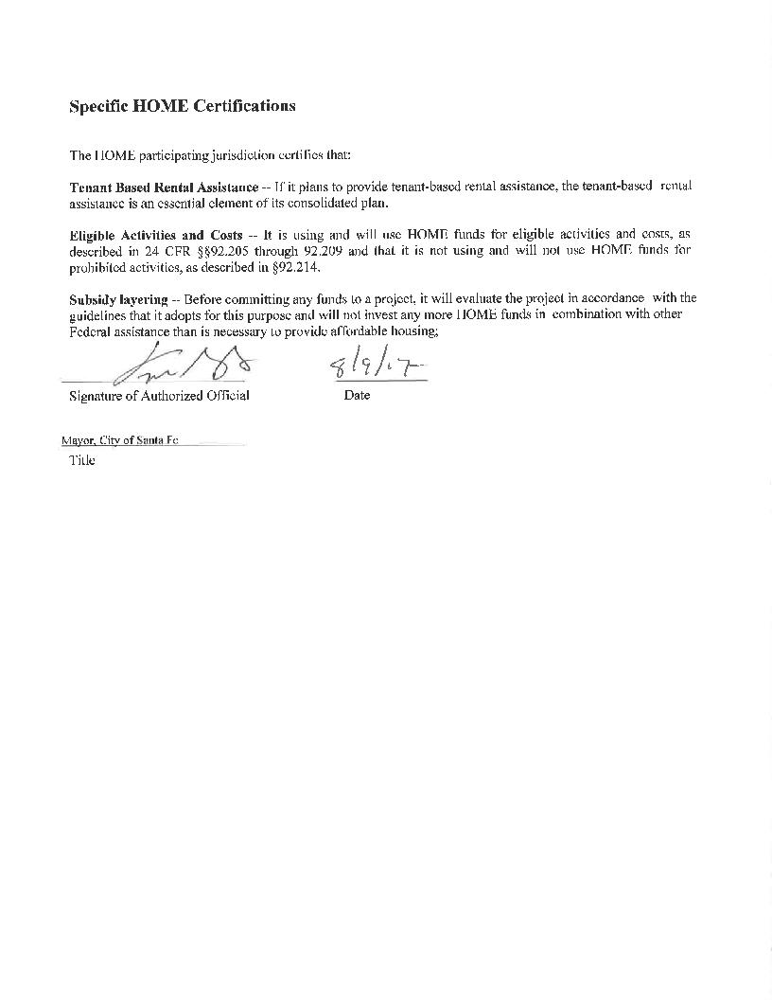 Specific HOME Certifications
The HOME participating jurisdiction certifies that:
Tenant Based Rental Assistance -- If it plans to provide tenant-based rental assistance, the tenant-based rental
assistance is an essential element of its consolidated plan.
Eligible Activities and Costs -- It is using and will use HOME funds for eligible activities and costs, as
described in 24 CFR §§92.205 through 92.209 and that it is not using and will not use HOME funds for
prohibited activities, as described in §92.214.
Subsidy layering -- Before committing any funds to a project, it will evaluate the project in accordance with the
guidelines that it adopts for this purpose and will not invest any more HOME funds in combination with other
Federal assistance than is necessary to provide affordable housing;
8/9/17
Signature of Authorized Official Date
Mayor, City of Santa Fe
Title